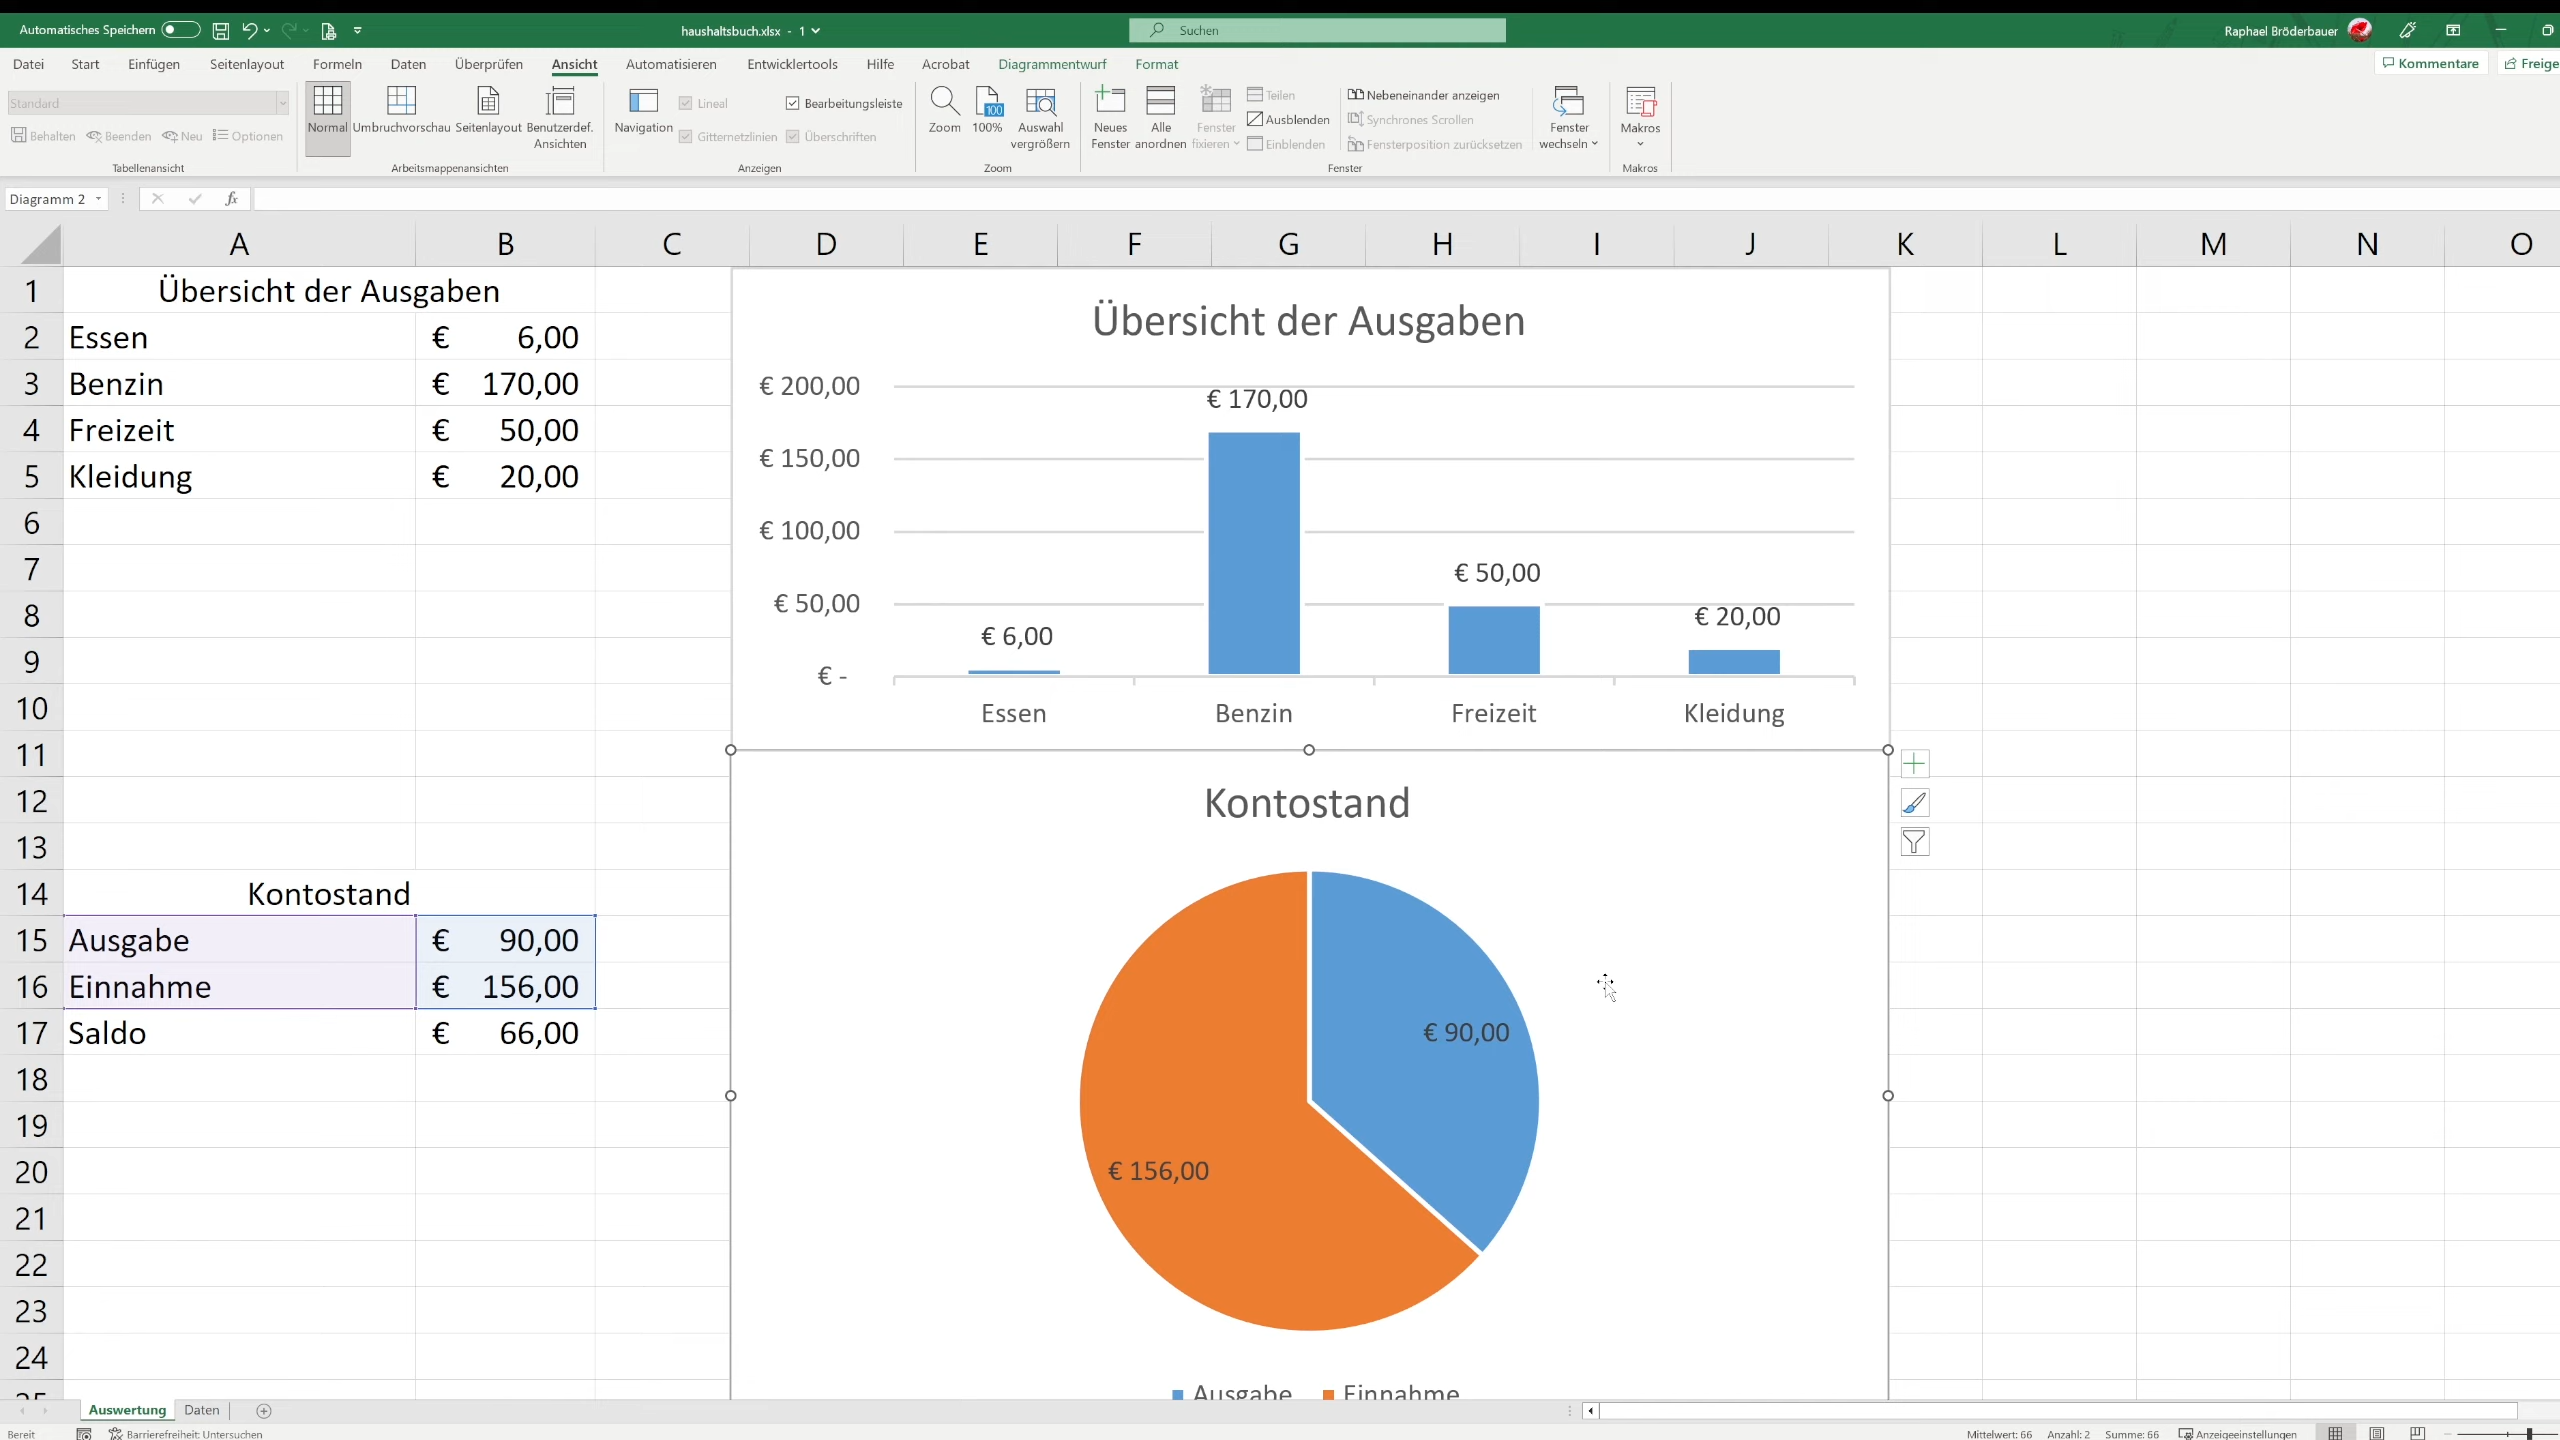 Automatisches Speichern
haushaltsbuch.xlsx - 1
Suchen
Raphael Bröderbauer
Datei Start Einfügen Seitenlayout Formeln Daten Überprüfen Ansicht Automatisieren Entwicklertools Hilfe Acrobat Diagrammentwurf Format
Kommentare
Freige
Standard
Behalten Beenden Neu Optionen
Tabellenansicht
Normal Umbruchvorschau Seitenlayout Benutzerdef.
Ansichten
Arbeitsmappenansichten
Navigation
Lineal Bearbeitungsleiste
Gitternetzlinien Überschriften
Anzeigen
Zoom 100% Auswahl
vergrößern
Zoom
Neues
Fenster
Alle
anordnen
Fenster
fixieren
Teilen
Ausblenden
Einblenden
Nebeneinander anzeigen
Synchrones Scrollen
Fensterposition zurücksetzen
Fenster
wechseln
Fenster
Makros
Makros
Diagramm 2
fx
A B C D E F G H I J K L M N O
1 Übersicht der Ausgaben
2 Essen € 6,00
3 Benzin € 170,00
4 Freizeit € 50,00
5 Kleidung € 20,00
6
7
8
9
10
11
12
13
14 Kontostand
15 Ausgabe € 90,00
16 Einnahme € 156,00
17 Saldo € 66,00
18
19
20
21
22
23
24
25
Übersicht der Ausgaben
€ 200,00
€ 150,00
€ 100,00
€ 50,00
€ -
€ 6,00
€ 170,00
€ 50,00
€ 20,00
Essen Benzin Freizeit Kleidung
Kontostand
€ 90,00
€ 156,00
Ausgabe Einnahme
Auswertung Daten
Bereit
Barrierefreiheit: Untersuchen
Mittelwert: 66 Anzahl: 2 Summe: 66 Anzeigeeinstellungen